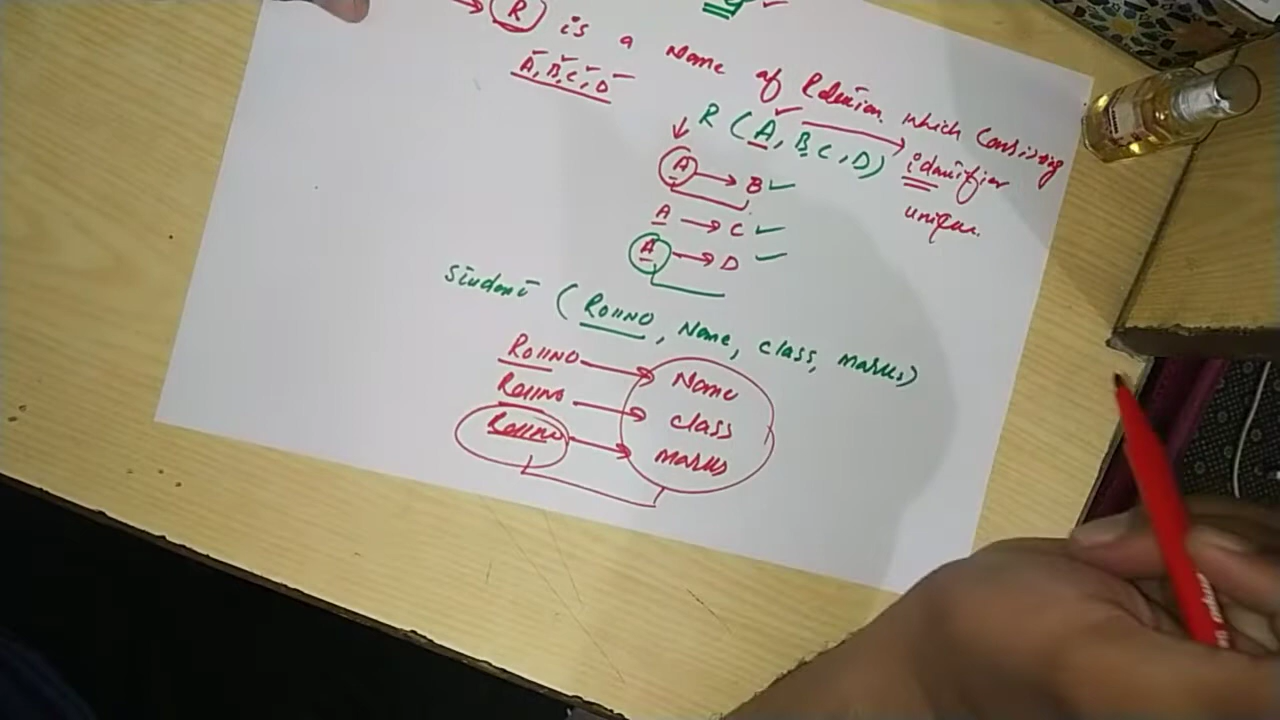 R is a Name of Relation which Consisting
A, B, C, D
R (A, B, C, D) identifier
unique.
A → B ✓
A → C ✓
A → D ✓
Student (RollNO, Name, class, marks)
RollNO → Name
RollNo → class
RollNo → marks